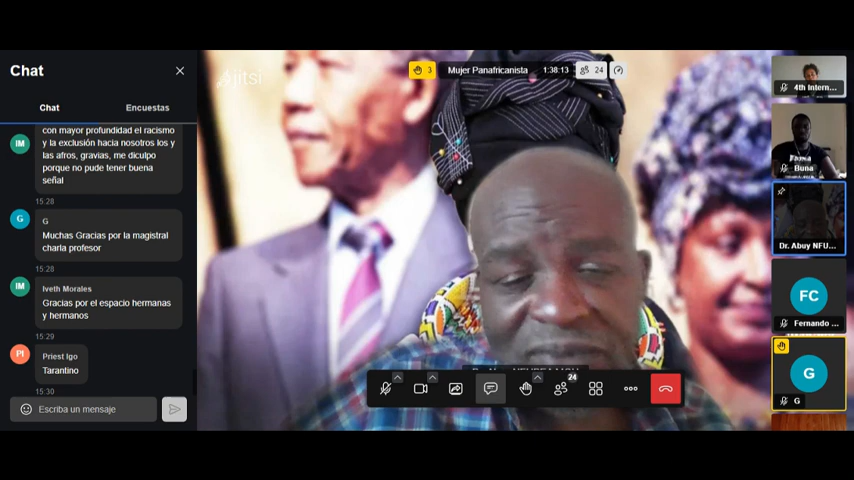 Chat
Chat Encuestas
con mayor profundidad el racismo
y la exclusión hacia nosotros los y
las afros, gravias, me diculpo
porque no pude tener buena
señal
IM
15:28
G
G
Muchas Gracias por la magistral
charla profesor
15:28
IM
Iveth Morales
Gracias por el espacio hermanas
y hermanos
15:29
PI
Priest Igo
Tarantino
15:30
Escriba un mensaje
jitsi
3 Mujer Panafricanista 1:38:13 24
24
4th Intern...
Buna
Dr. Abuy NFU...
FC
Fernando ...
G
G